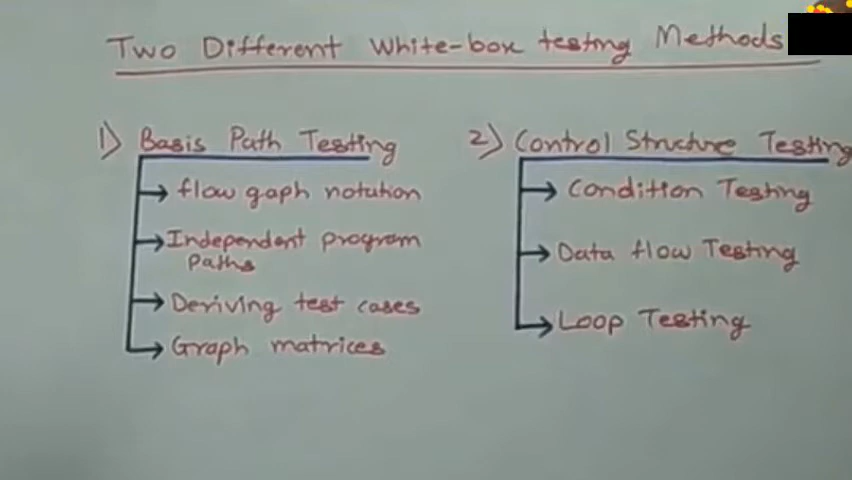 Two Different White-box testing Methods
1) Basis Path Testing
flow gaph notation
Independent program
paths
Deriving test cases
Graph matrices
2) Control Structure Testing
Condition Testing
Data flow Testing
Loop Testing